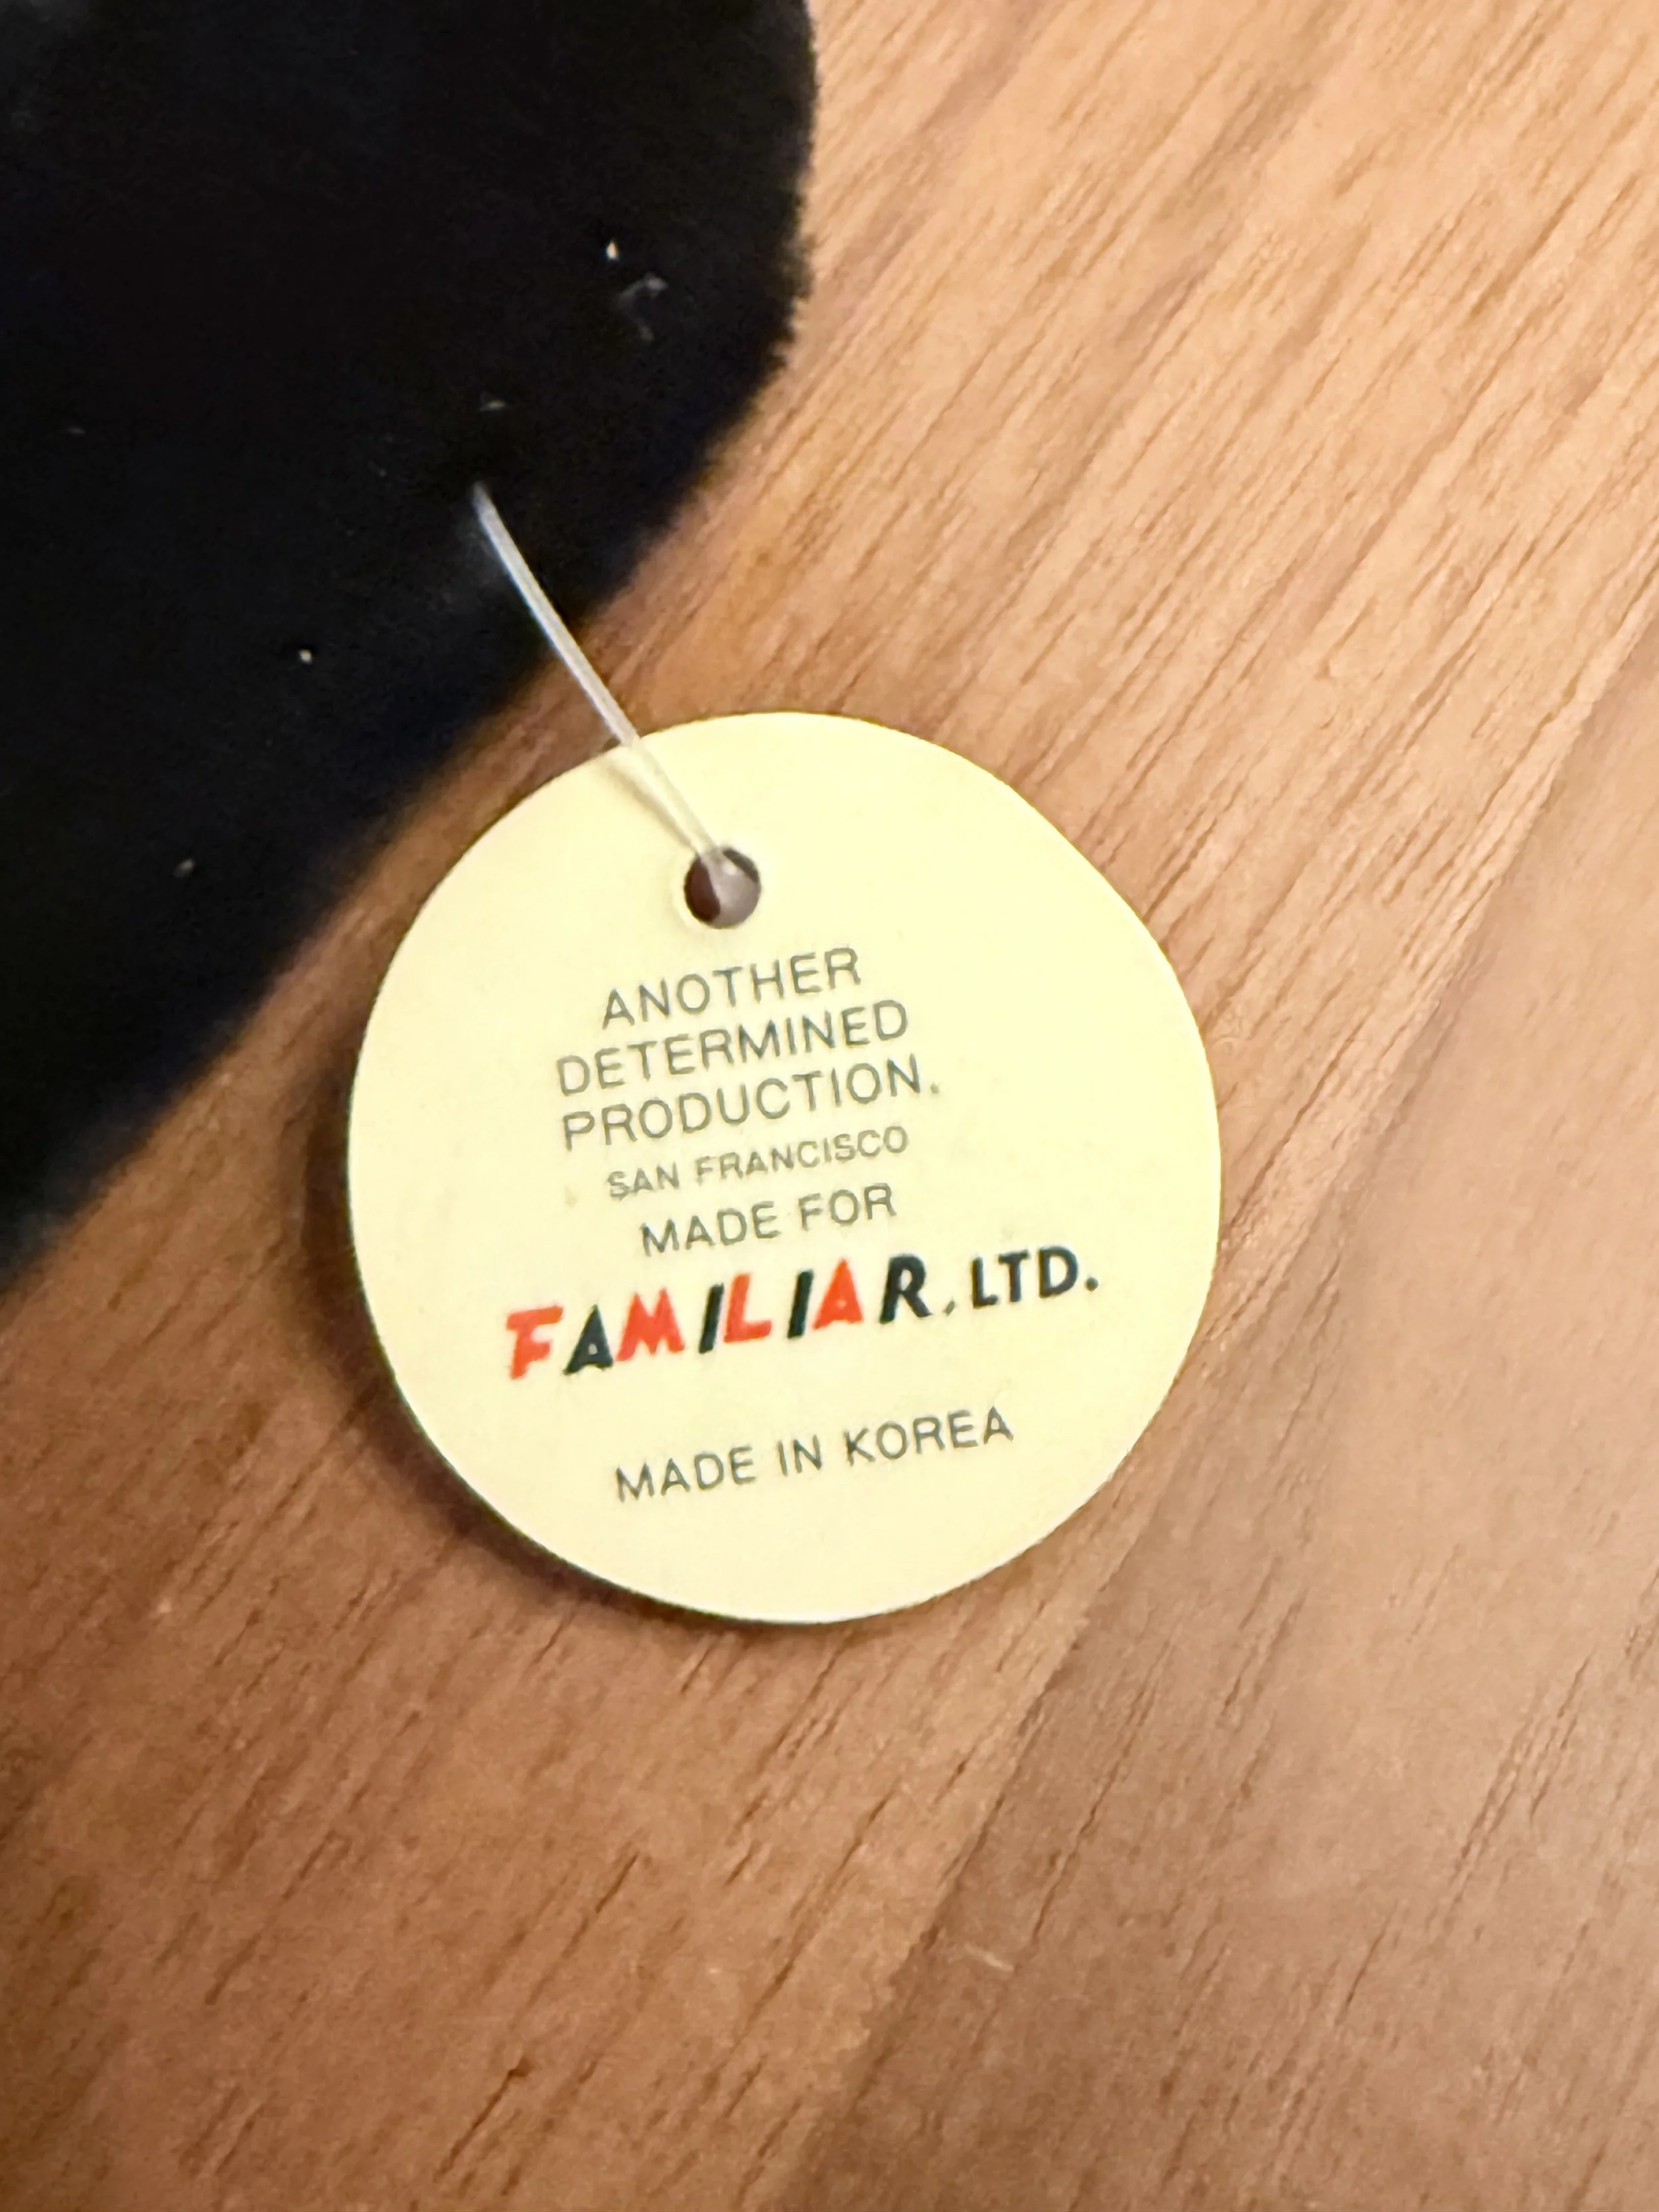 ANOTHER
DETERMINED
PRODUCTION.
SAN FRANCISCO
MADE FOR
FAMILIAR, LTD.
MADE IN KOREA